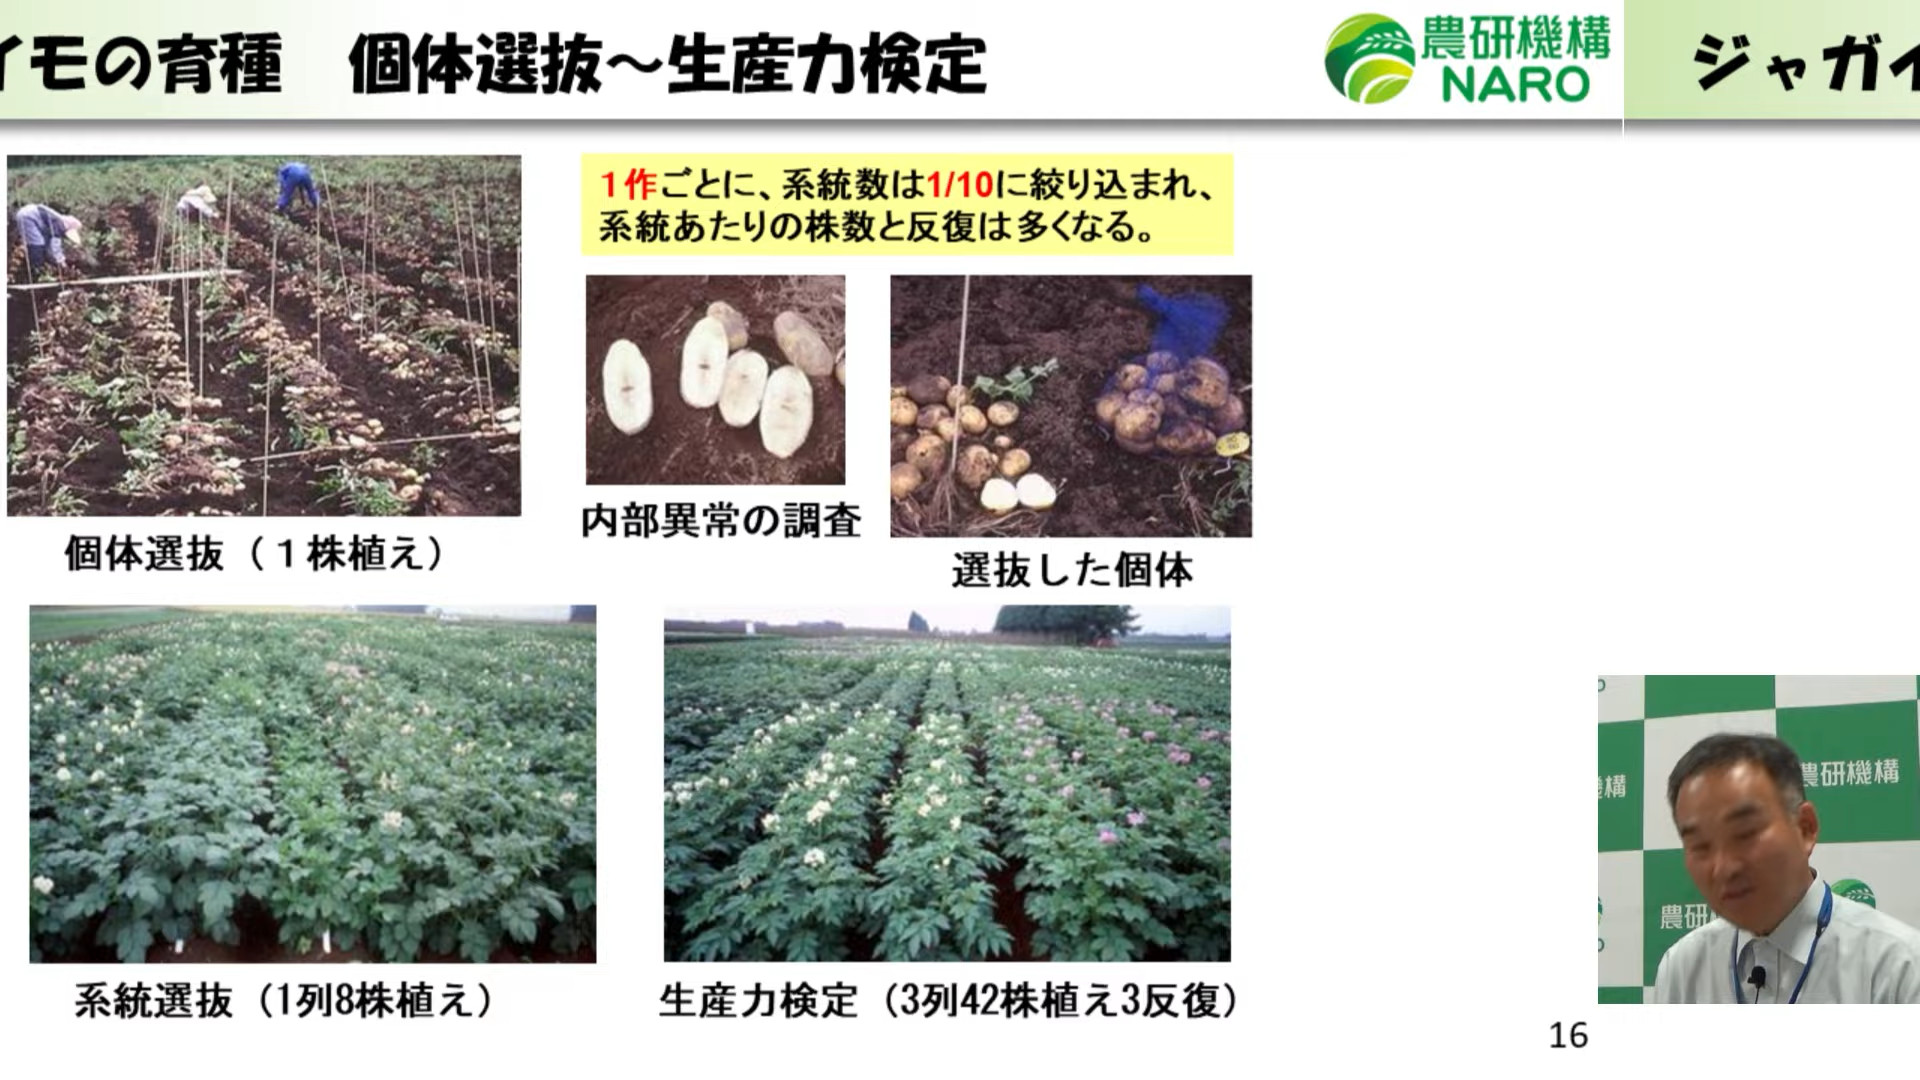 イモの育種　個体選抜～生産力検定
農研機構
NARO
ジャガイ
１作ごとに、系統数は1/10に絞り込まれ、
系統あたりの株数と反復は多くなる。
内部異常の調査
個体選抜（１株植え）
選抜した個体
系統選抜（1列8株植え）
生産力検定（3列42株植え3反復）
機構
農研機構
農研
16